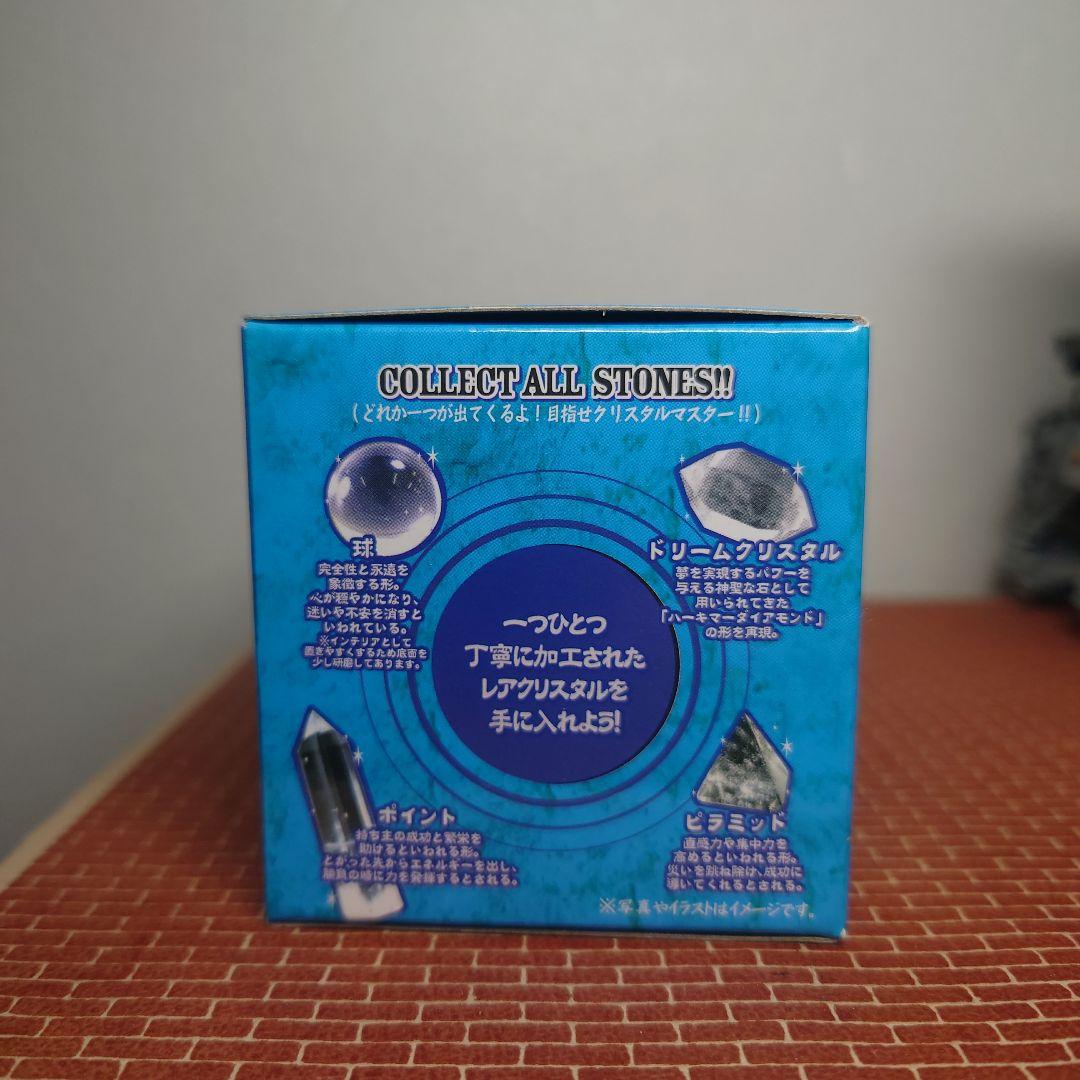 COLLECT ALL STONES!!
(どれか一つが出てくるよ!目指せクリスタルマスター!!)
球
完全性と永遠を
象徴する形。
心が穏やかになり、
迷いや不安を消すと
いわれている。
※インテリアとして
置きやすくするため底面を
少し研磨してあります。
ドリームクリスタル
夢を実現するパワーを
与える神聖な石として
用いられてきた
「ハーキマーダイアモンド」
の形を再現。
一つひとつ
丁寧に加工された
レアクリスタルを
手に入れよう!
ポイント
持ち主の成功と繁栄を
助けるといわれる形。
とがった先からエネルギーを出し、
勝負の時に力を発揮するとされる。
ピラミッド
直感力や集中力を
高めるといわれる形。
災いを跳ね除け、成功に
導いてくれるとされる。
※写真やイラストはイメージです。